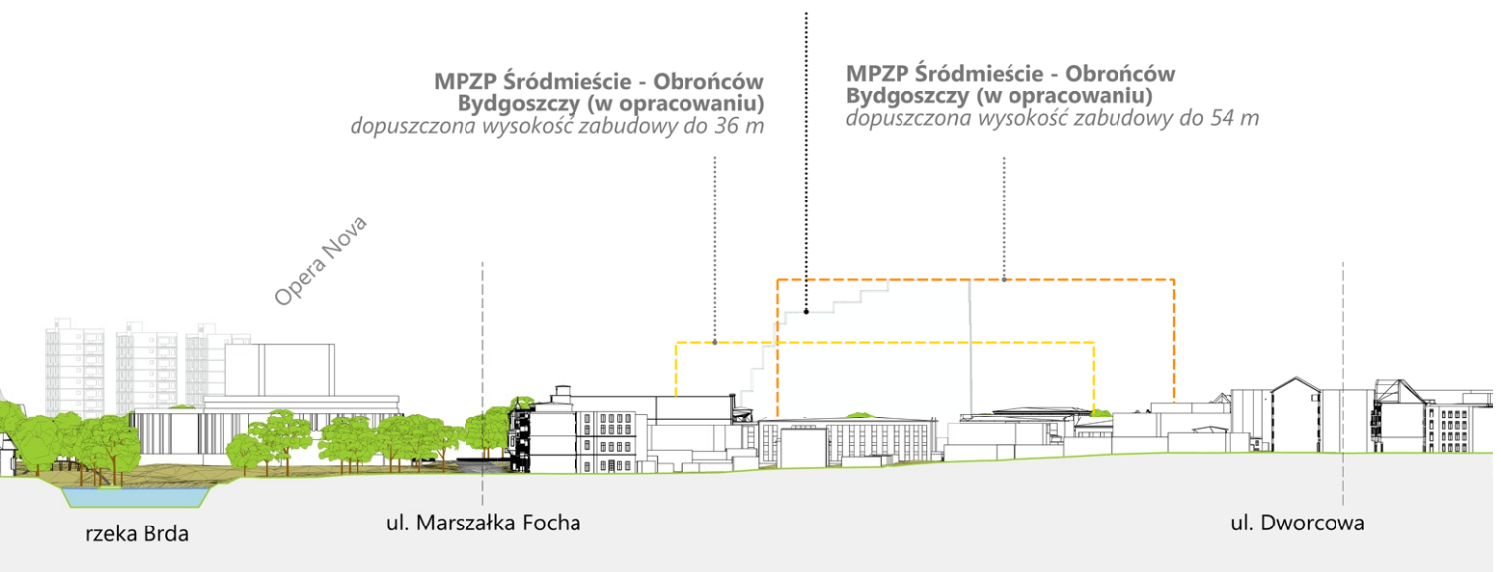 MPZP Śródmieście - Obrońców
Bydgoszczy (w opracowaniu)
dopuszczona wysokość zabudowy do 36 m
MPZP Śródmieście - Obrońców
Bydgoszczy (w opracowaniu)
dopuszczona wysokość zabudowy do 54 m
Opera Nova
rzeka Brda
ul. Marszałka Focha
ul. Dworcowa